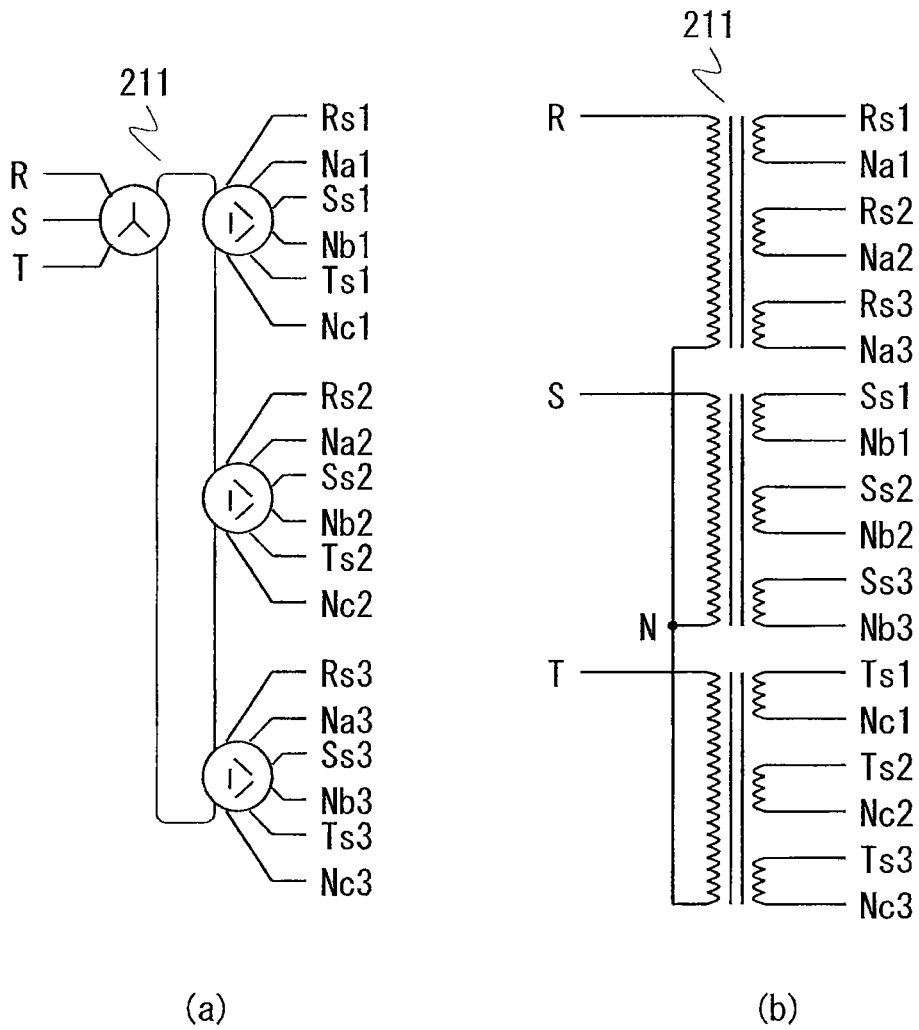 211
R
S
T
Rs1
Na1
Ss1
Nb1
Ts1
Nc1
Rs2
Na2
Ss2
Nb2
Ts2
Nc2
Rs3
Na3
Ss3
Nb3
Ts3
Nc3
(a)
211
R
S
N
T
Rs1
Na1
Rs2
Na2
Rs3
Na3
Ss1
Nb1
Ss2
Nb2
Ss3
Nb3
Ts1
Nc1
Ts2
Nc2
Ts3
Nc3
(b)